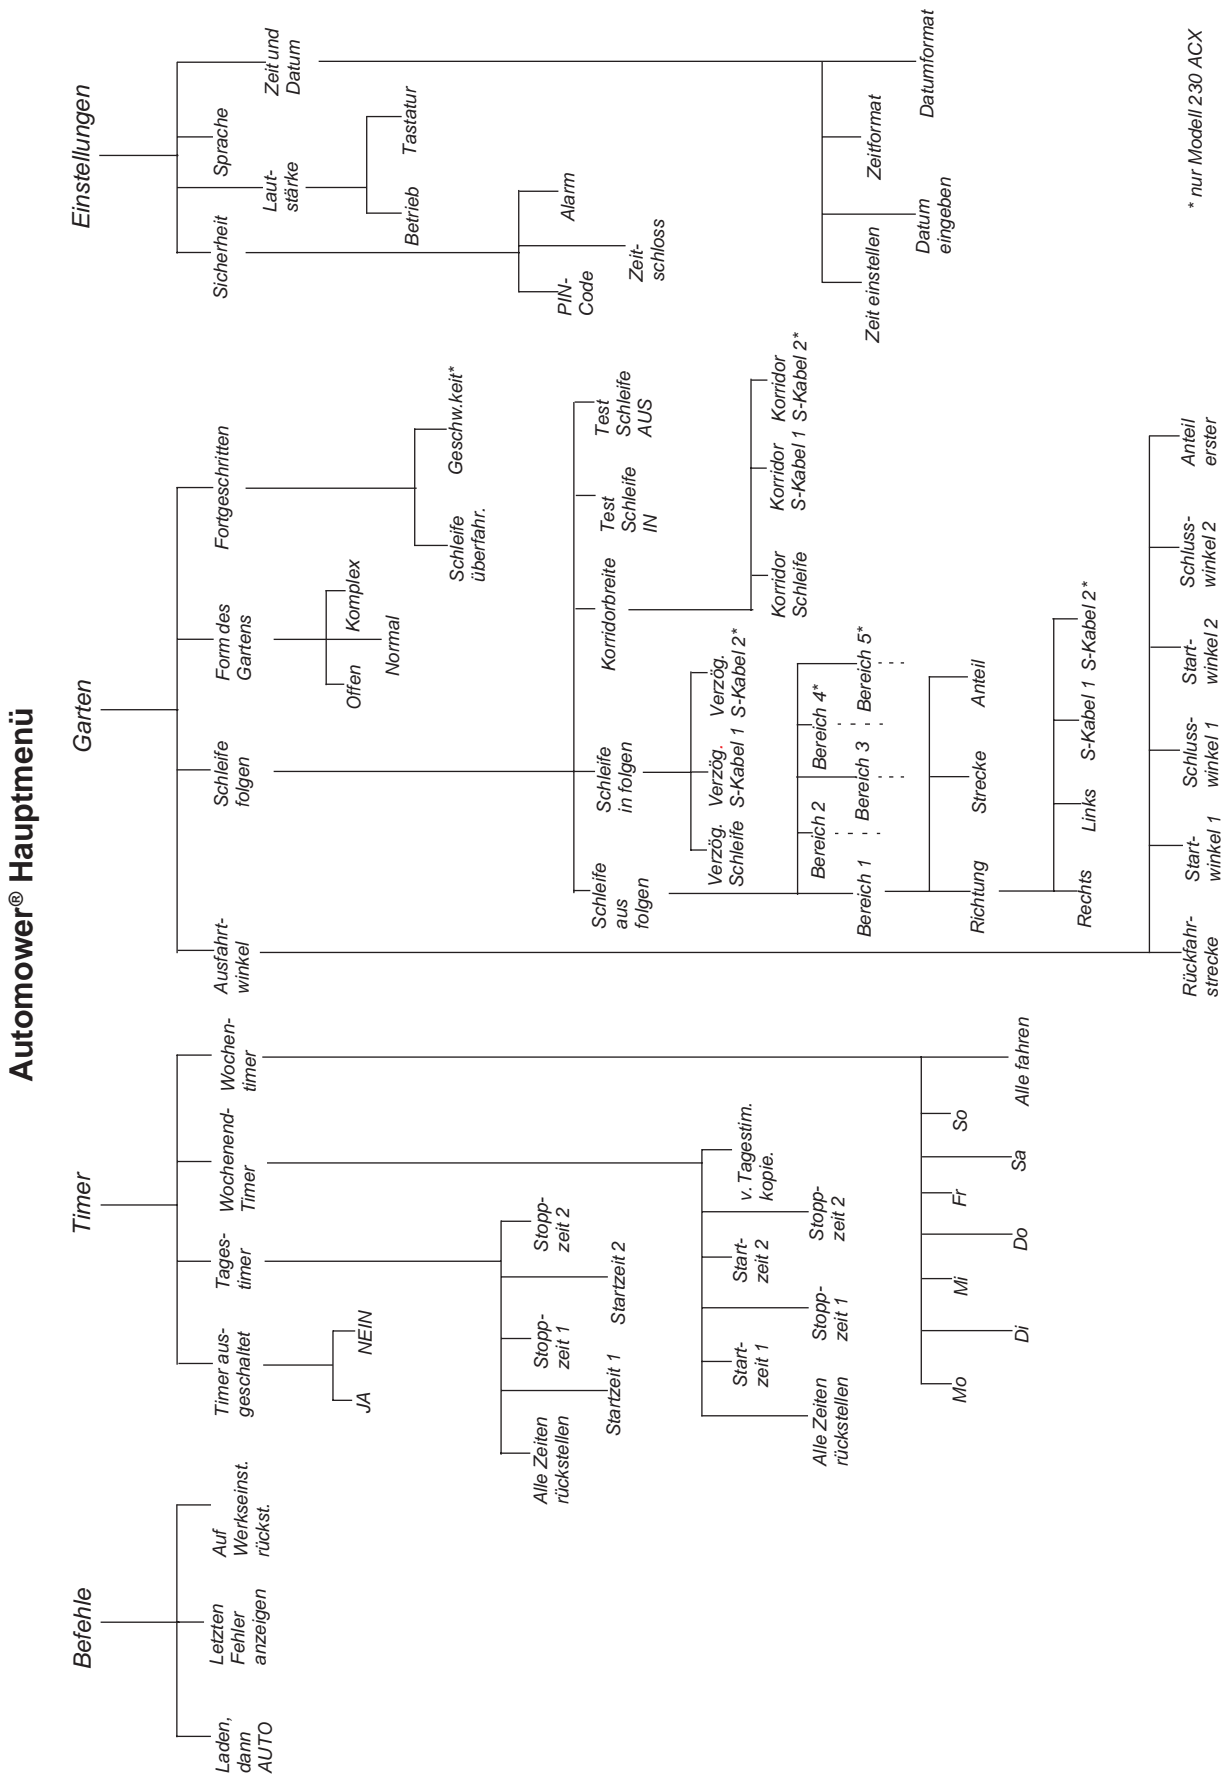 Automower® Hauptmenü
Befehle
Timer
Garten
Einstellungen
Laden,
dann
AUTO
Letzten
Fehler
anzeigen
Auf
Werkseinst.
rückst.
Timer aus-
geschaltet
Tages-
timer
Wochenend-
Timer
Wochen-
timer
JA
NEIN
Alle Zeiten
rückstellen
Startzeit 1
Stopp-
zeit 1
Startzeit 2
Stopp-
zeit 2
Alle Zeiten
rückstellen
Start-
zeit 1
Stopp-
zeit 1
Start-
zeit 2
Stopp-
zeit 2
v. Tagestim.
kopie.
Mo
Di
Mi
Do
Fr
Sa
So
Alle fahren
Ausfahrt-
winkel
Schleife
folgen
Form des
Gartens
Fortgeschritten
Offen
Normal
Komplex
Schleife
überfahr.
Geschw.keit*
Schleife
aus
folgen
Schleife
in folgen
Korridorbreite
Test
Schleife
IN
Test
Schleife
AUS
Verzög.
Schleife
Verzög.
S-Kabel 1
Verzög.
S-Kabel 2*
Korridor
Schleife
Korridor
S-Kabel 1
Korridor
S-Kabel 2*
Bereich 1
Bereich 2
Bereich 3
Bereich 4*
Bereich 5*
Richtung
Strecke
Anteil
Rechts
Links
S-Kabel 1
S-Kabel 2*
Rückfahr-
strecke
Start-
winkel 1
Schluss-
winkel 1
Start-
winkel 2
Schluss-
winkel 2
Anteil
erster
Sicherheit
Laut-
stärke
Sprache
Zeit und
Datum
Betrieb
Tastatur
PIN-
Code
Zeit-
schloss
Alarm
Zeit einstellen
Datum
eingeben
Zeitformat
Datumformat
* nur Modell 230 ACX